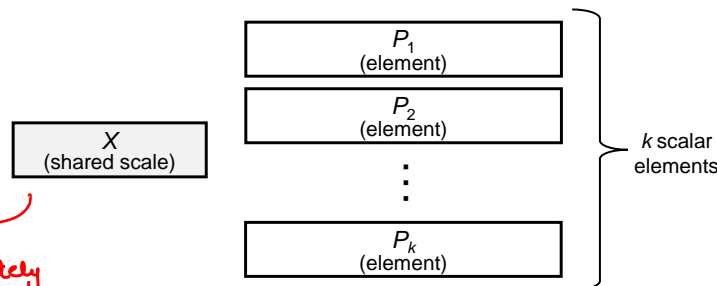 P₁
(element)
P₂
(element)
X
(shared scale)
k scalar
elements
⋮
Pₖ
(element)